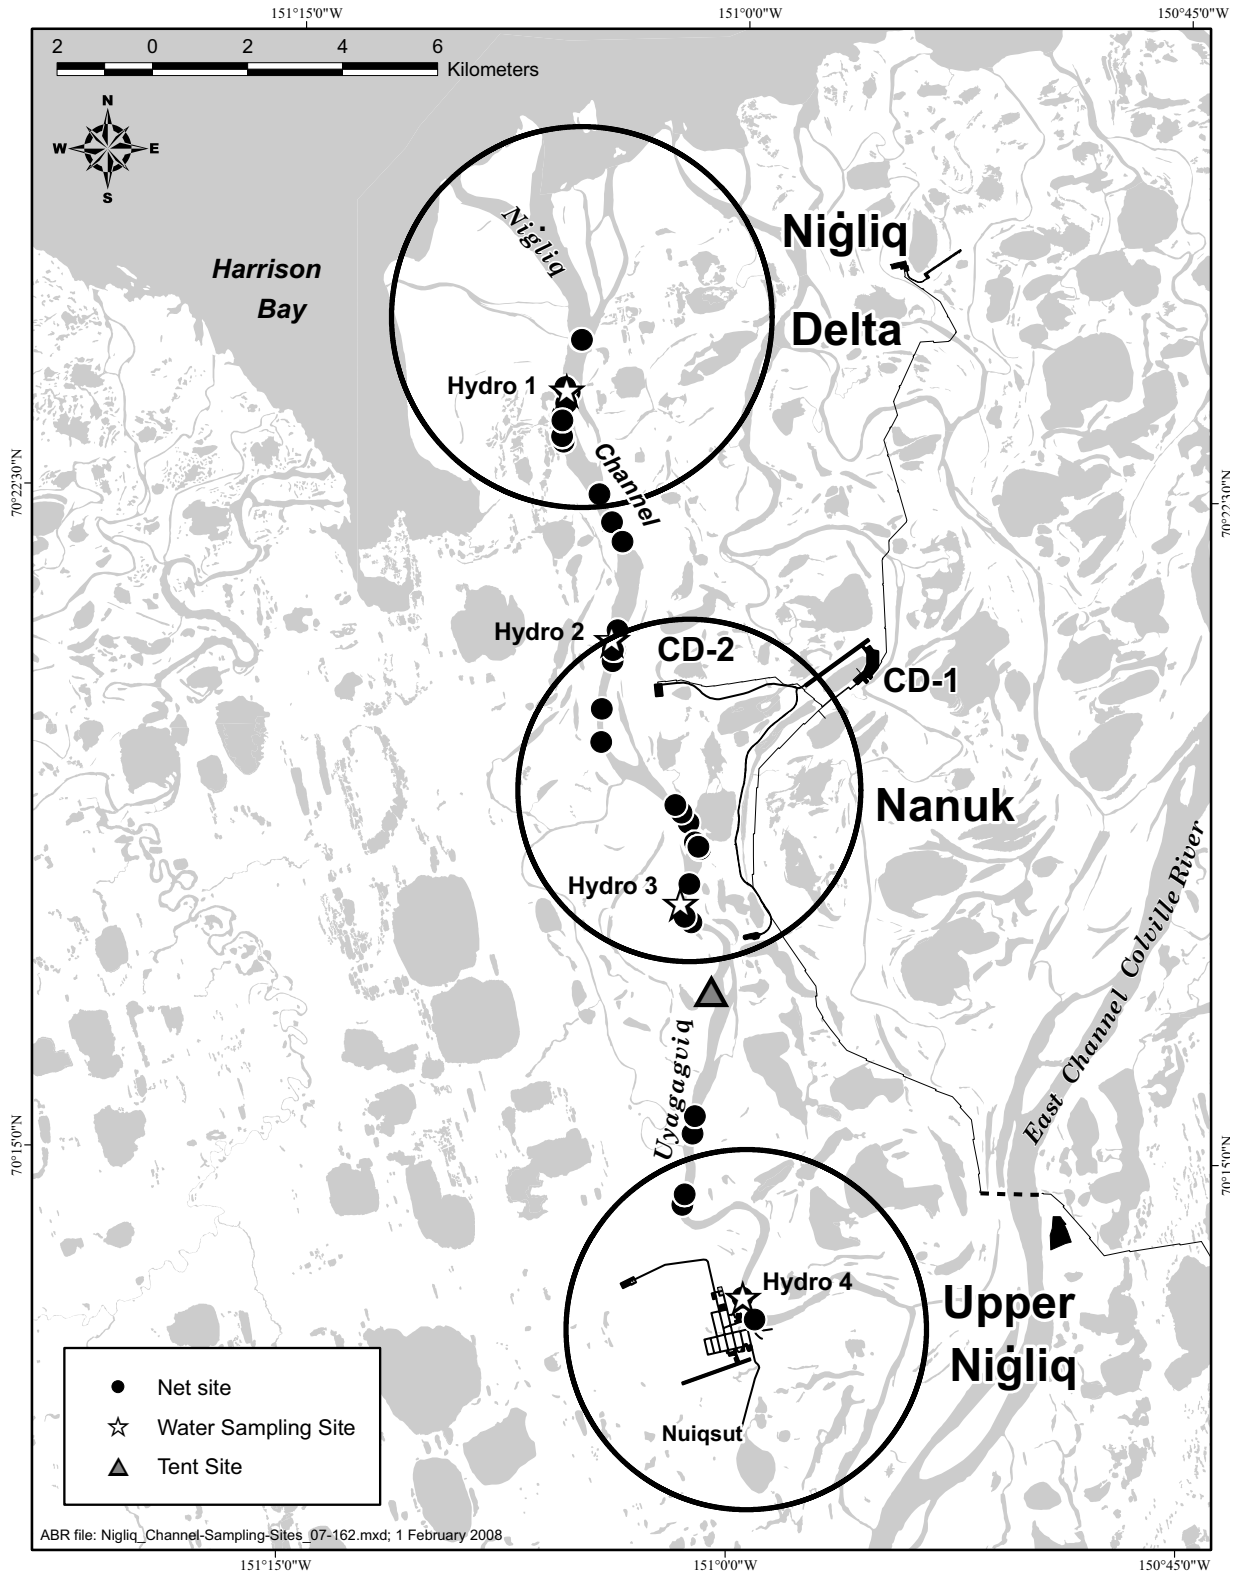 151°15'0"W
151°0'0"W
150°45'0"W
2 0 2 4 6
Kilometers
N
W E
S
Harrison
Bay
Nigliq
Channel
Niġliq
Delta
Hydro 1
70°22'30"N
70°22'30"N
Hydro 2
CD-2
CD-1
Nanuk
Hydro 3
East Channel Colville River
Uyagagviq
70°15'0"N
70°15'0"N
Hydro 4
Upper
Niġliq
Nuiqsut
Net site
Water Sampling Site
Tent Site
ABR file: Nigliq_Channel-Sampling-Sites_07-162.mxd; 1 February 2008
151°15'0"W
151°0'0"W
150°45'0"W